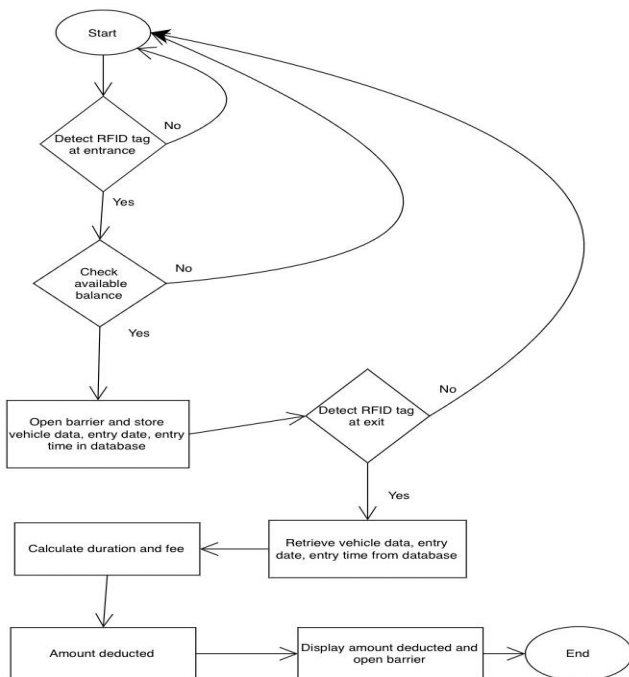 Start
Detect RFID tag
at entrance
No
Yes
Check
available
balance
No
Yes
Open barrier and store
vehicle data, entry date, entry
time in database
Detect RFID tag
at exit
No
Yes
Retrieve vehicle data, entry
date, entry time from database
Calculate duration and fee
Amount deducted
Display amount deducted and
open barrier
End